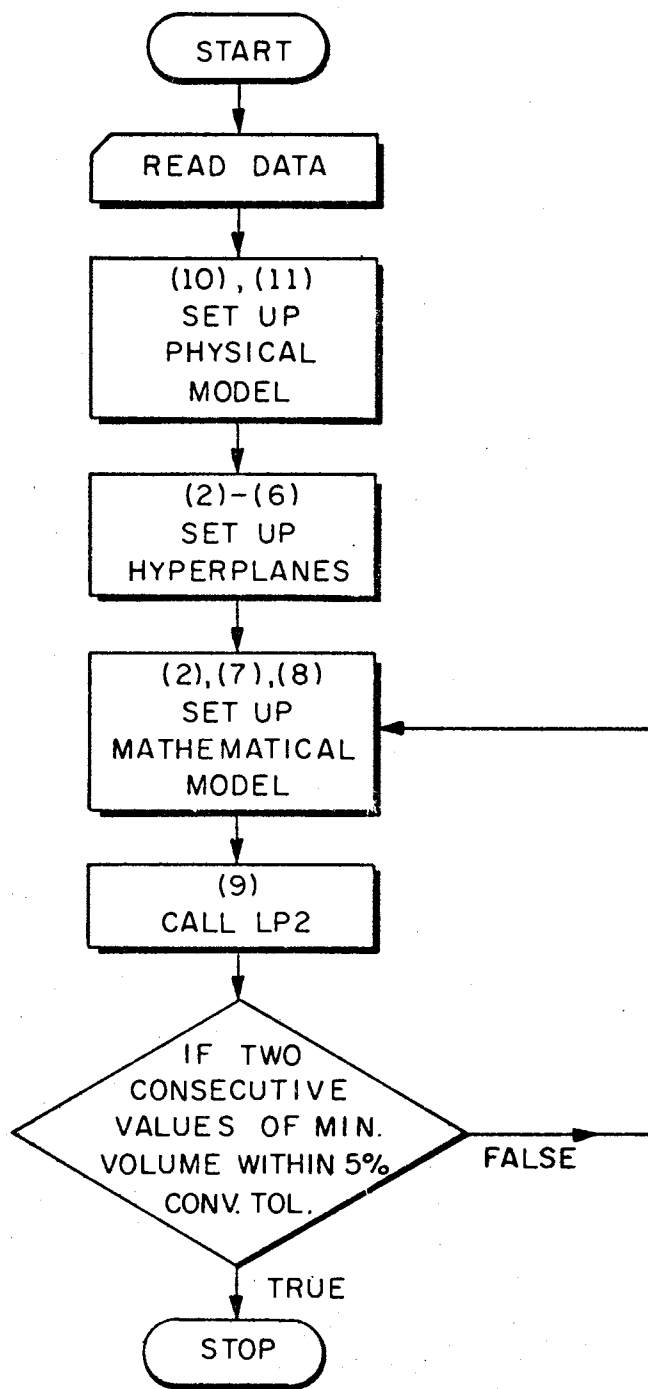 START
READ DATA
(10), (11)
SET UP
PHYSICAL
MODEL
(2)-(6)
SET UP
HYPERPLANES
(2),(7),(8)
SET UP
MATHEMATICAL
MODEL
(9)
CALL LP2
IF TWO
CONSECUTIVE
VALUES OF MIN.
VOLUME WITHIN 5%
CONV. TOL.
FALSE
TRUE
STOP